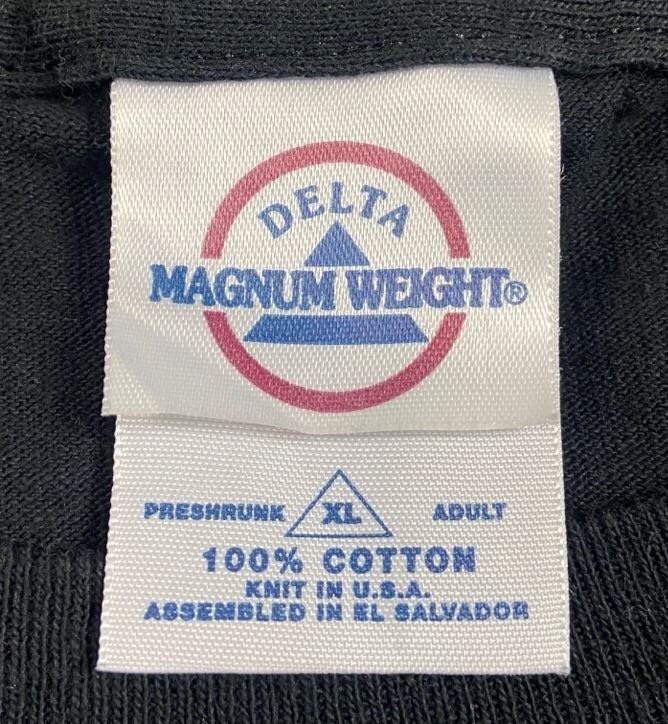 DELTA
MAGNUM WEIGHT®
PRESHRUNK XL ADULT
100% COTTON
KNIT IN U.S.A.
ASSEMBLED IN EL SALVADOR